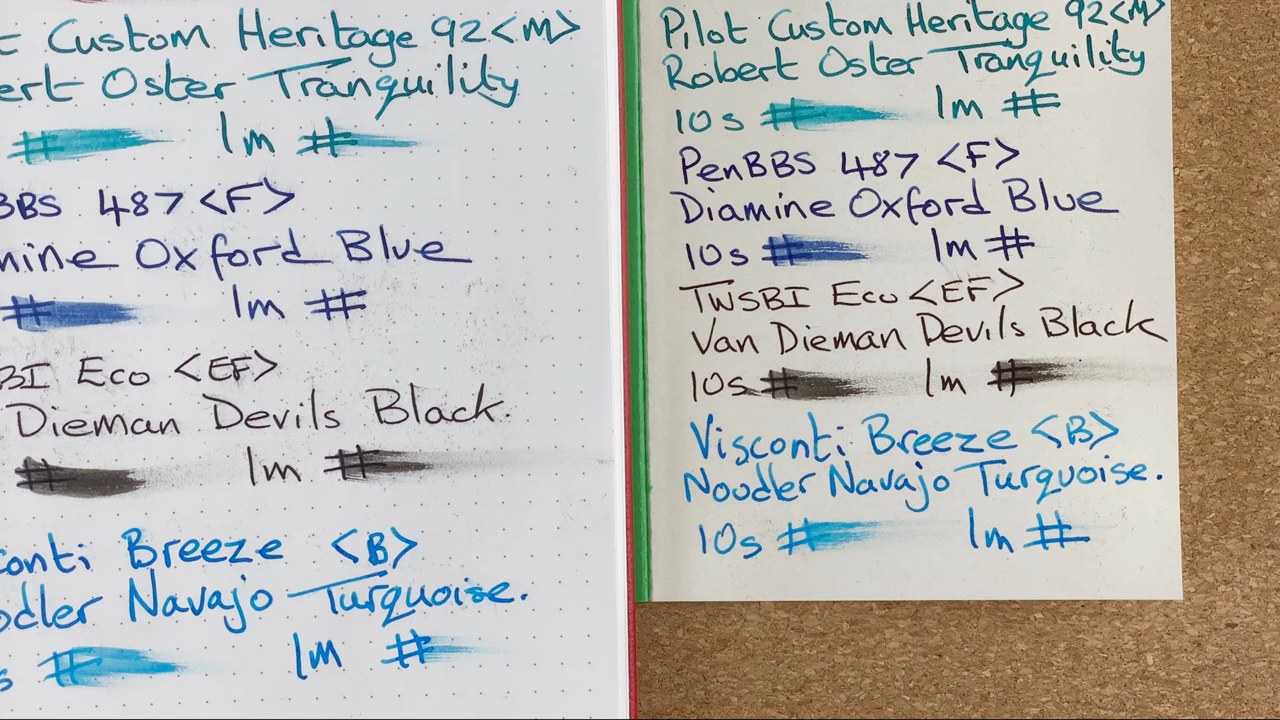 t Custom Heritage 92 <M>
ert Oster Tranquility
# 1m #
BBS 487 <F>
mine Oxford Blue
# 1m #
BI Eco <EF>
Dieman Devils Black.
# 1m #
conti Breeze <B>
odler Navajo Turquoise.
s # 1m #
Pilot Custom Heritage 92 <M>
Robert Oster Tranquility
10s # 1m #
PenBBS 487 <F>
Diamine Oxford Blue
10s # 1m #
TWSBI Eco <EF>
Van Dieman Devils Black
10s # 1m #
Visconti Breeze <B>
Noodler Navajo Turquoise.
10s # 1m #